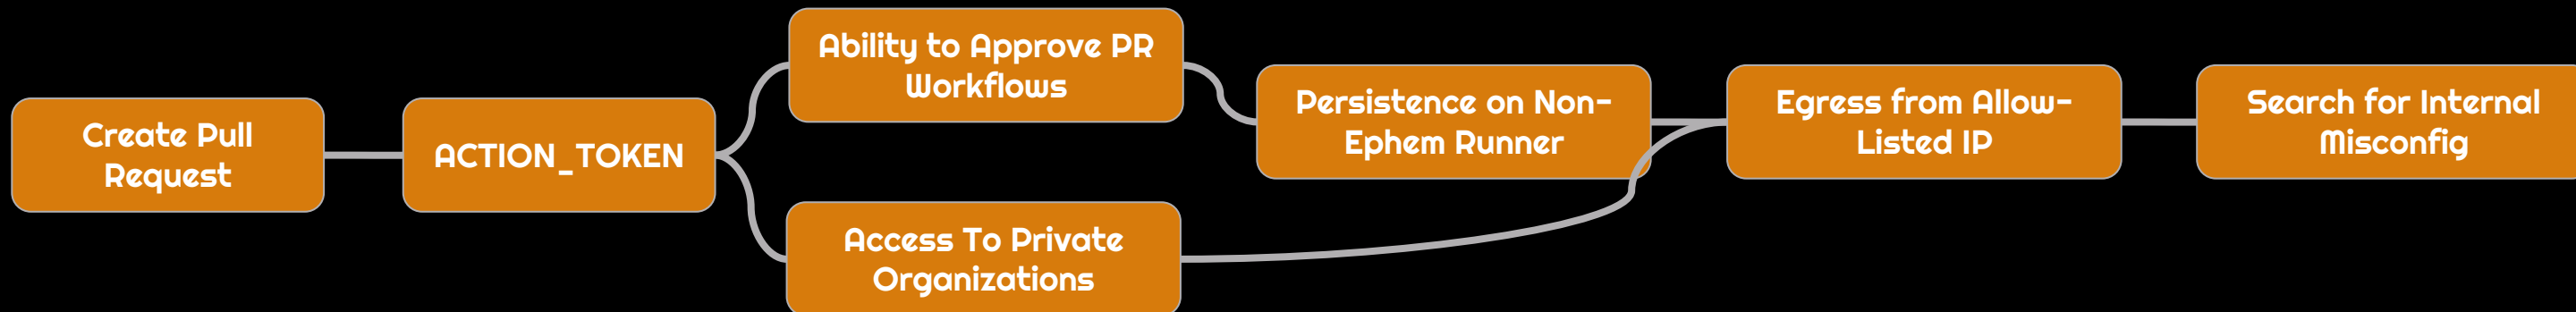 Create Pull
Request
ACTION_TOKEN
Ability to Approve PR
Workflows
Access To Private
Organizations
Persistence on Non-
Ephem Runner
Egress from Allow-
Listed IP
Search for Internal
Misconfig